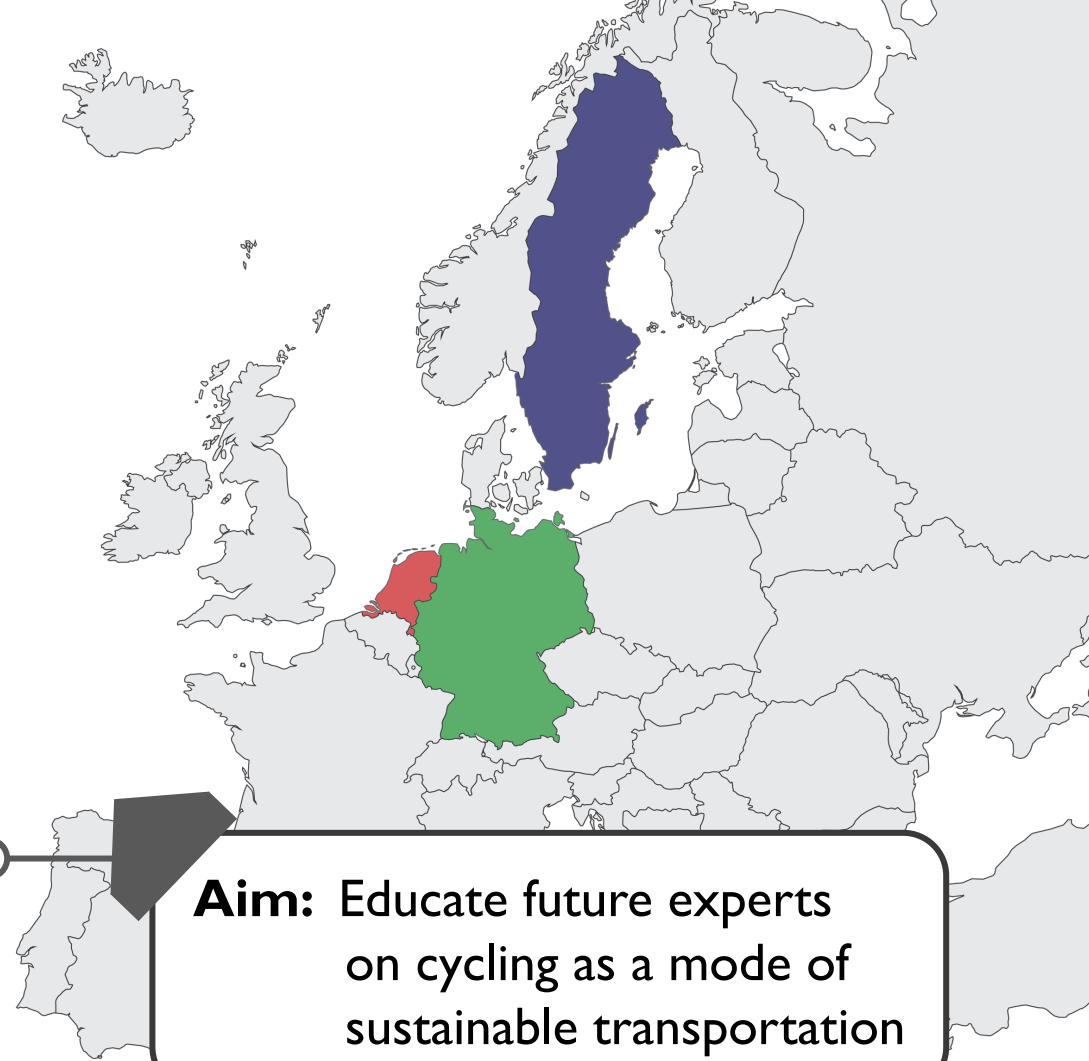 Aim: Educate future experts
on cycling as a mode of
sustainable transportation